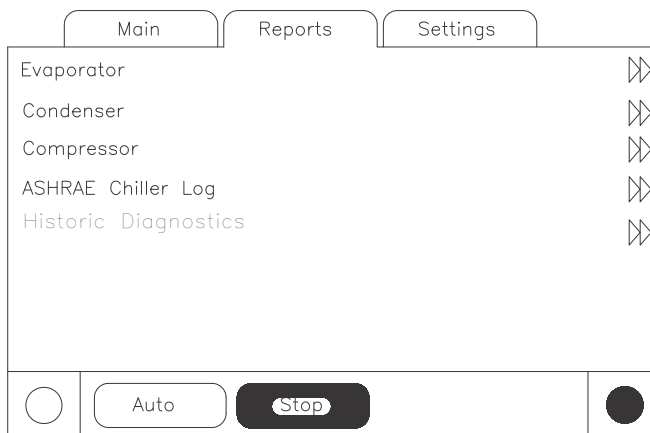 Main Reports Settings
Evaporator
Condenser
Compressor
ASHRAE Chiller Log
Historic Diagnostics
Auto Stop